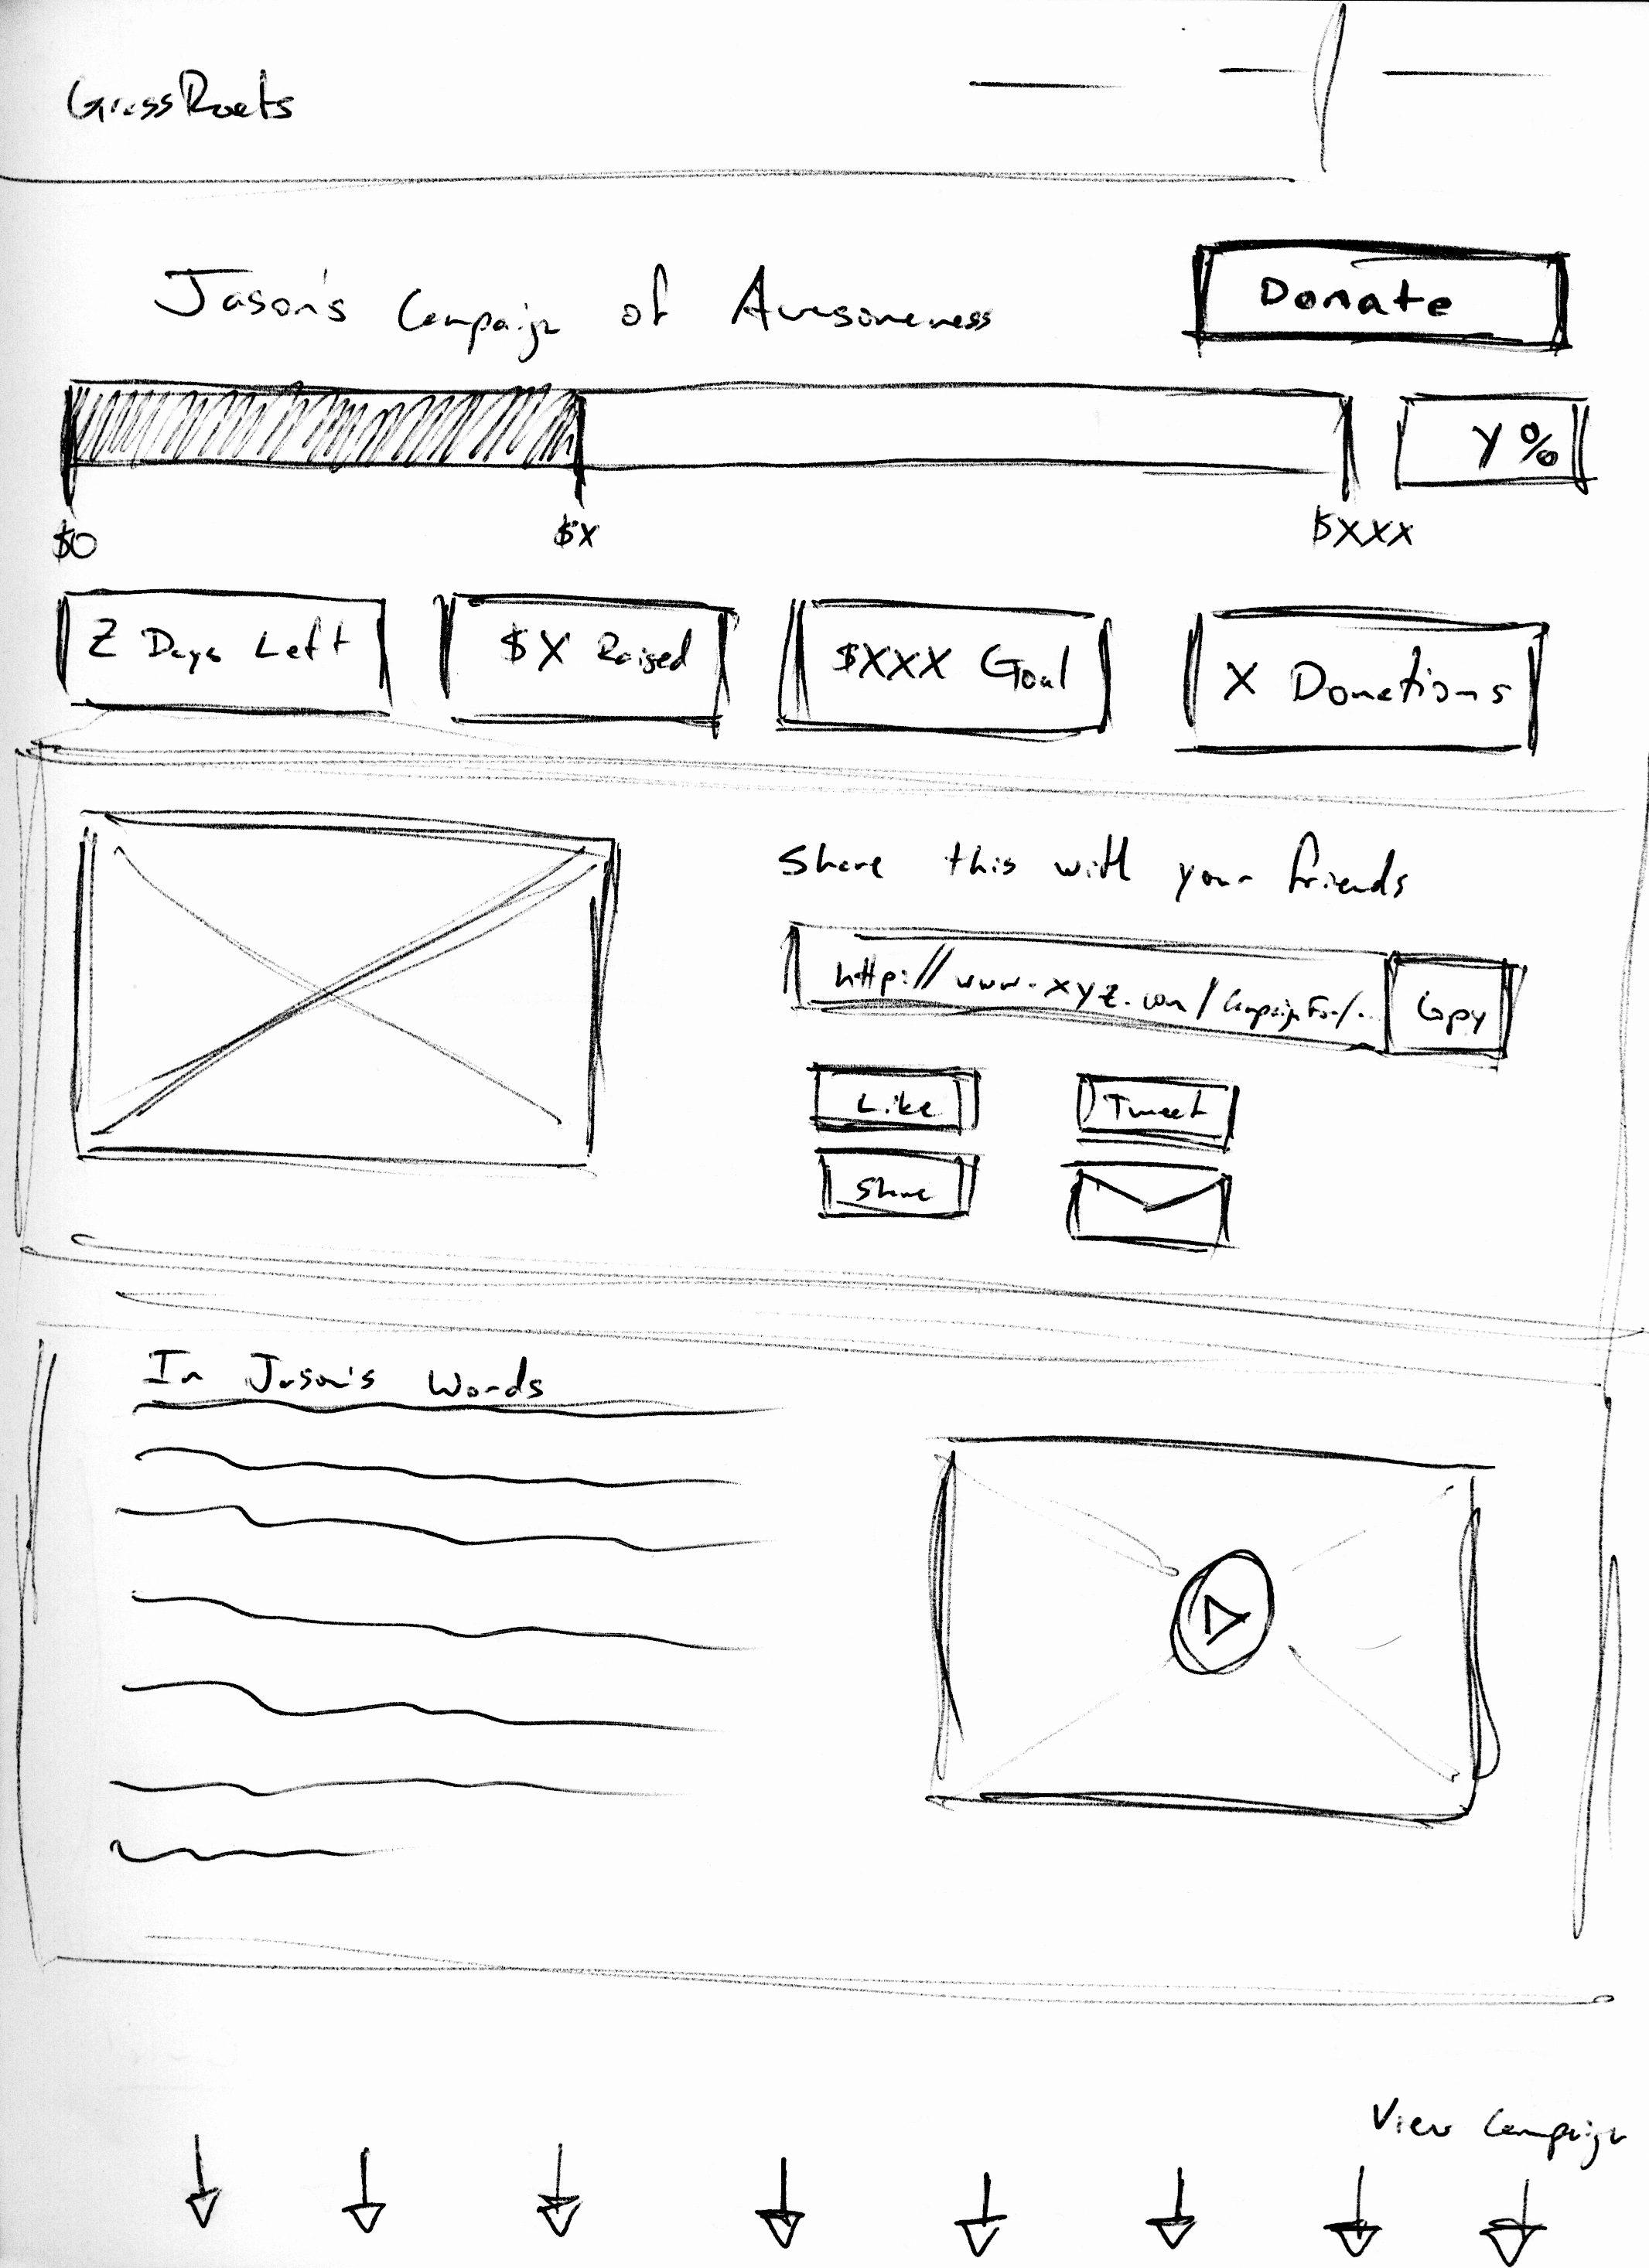 GrassRoots
Jason's Campaign of Awesomeness
Donate
Y %
$0 $X $XXX
Z Days Left $X Raised $XXX Goal X Donations
Share this with your friends
http://www.xyz.com/CampaignFor/... Copy
Like Tweet
Share
In Jason's Words
View Campaign